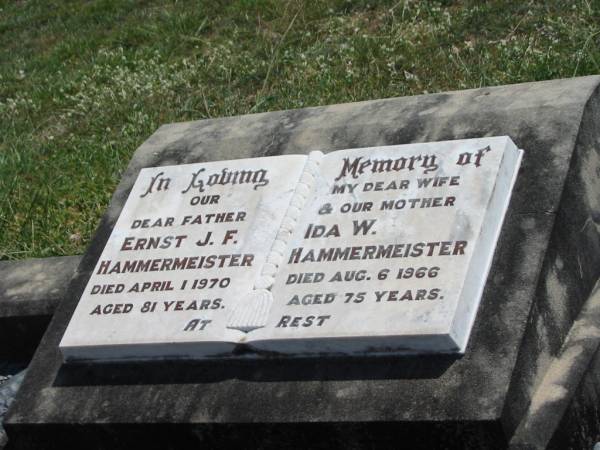 In Loving Memory of
OUR
DEAR FATHER
ERNST J. F.
HAMMERMEISTER
DIED APRIL 1 1970
AGED 81 YEARS.
MY DEAR WIFE
& OUR MOTHER
IDA W.
HAMMERMEISTER
DIED AUG. 6 1966
AGED 75 YEARS.
AT REST